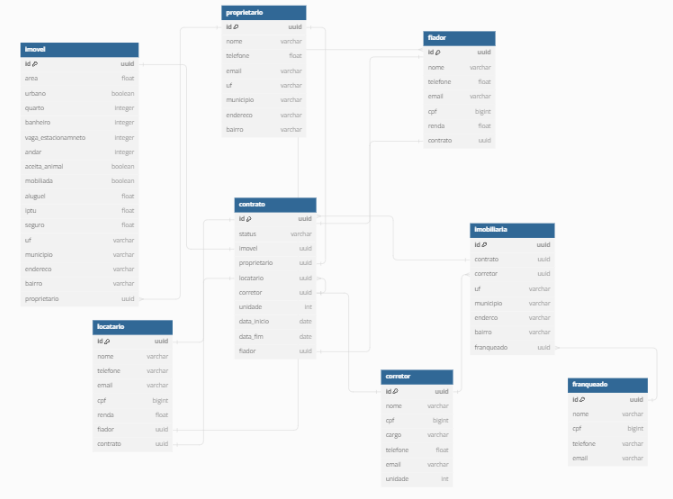 proprietario
id uuid
nome varchar
telefone float
email varchar
uf varchar
municipio varchar
endereco varchar
bairro varchar
fiador
id uuid
nome varchar
telefone float
email varchar
cpf bigint
renda float
contrato uuid
imovel
id uuid
area float
urbano boolean
quarto integer
banheiro integer
vaga_estacionamneto integer
andar integer
aceita_animal boolean
mobiliada boolean
aluguel float
iptu float
seguro float
uf varchar
municipio varchar
endereco varchar
bairro varchar
proprietario uuid
contrato
id uuid
status varchar
imovel uuid
proprietario uuid
locatario uuid
corretor uuid
unidade int
data_inicio date
data_fim date
fiador uuid
imobiliaria
id uuid
contrato uuid
corretor uuid
uf varchar
municipio varchar
enderco varchar
bairro varchar
franqueado uuid
locatario
id uuid
nome varchar
telefone varchar
email varchar
cpf bigint
renda float
fiador uuid
contrato uuid
corretor
id uuid
nome varchar
cpf bigint
cargo varchar
telefone float
email varchar
unidade int
franqueado
id uuid
nome varchar
cpf bigint
telefone varchar
email varchar